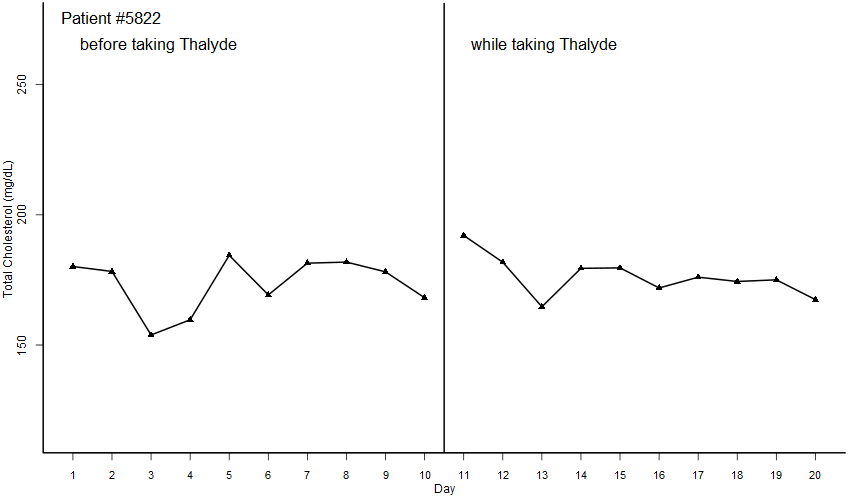 Patient #5822
before taking Thalyde
while taking Thalyde
Total Cholesterol (mg/dL)
250
200
150
1 2 3 4 5 6 7 8 9 10 11 12 13 14 15 16 17 18 19 20
Day